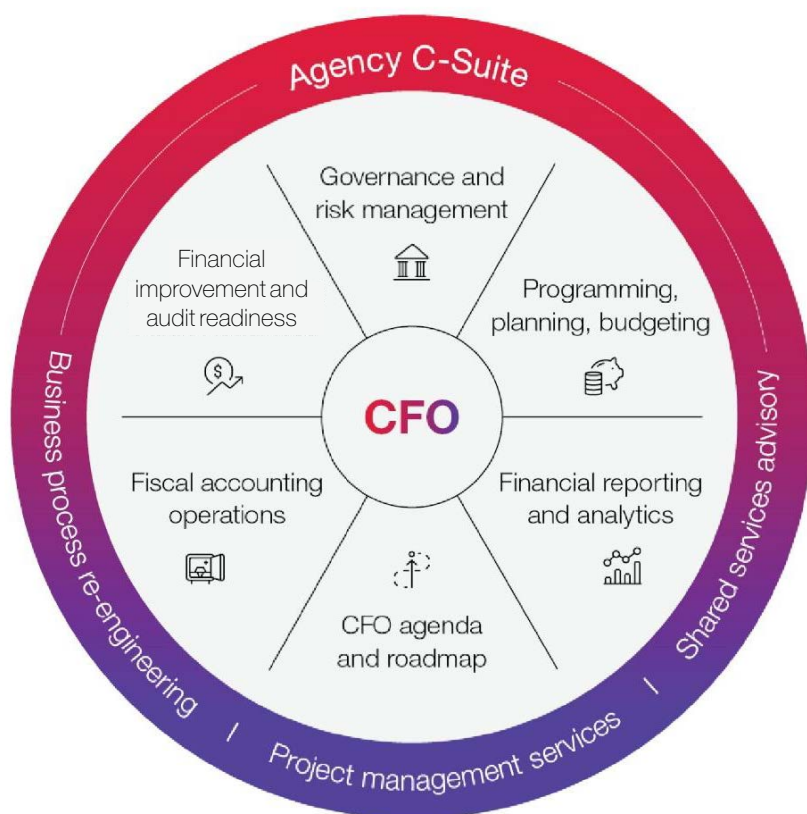 Agency C-Suite
Governance and
risk management
Financial
improvement and
audit readiness
Programming,
planning, budgeting
$
CFO
Fiscal accounting
operations
Financial reporting
and analytics
CFO agenda
and roadmap
Business process re-engineering | Project management services | Shared services advisory